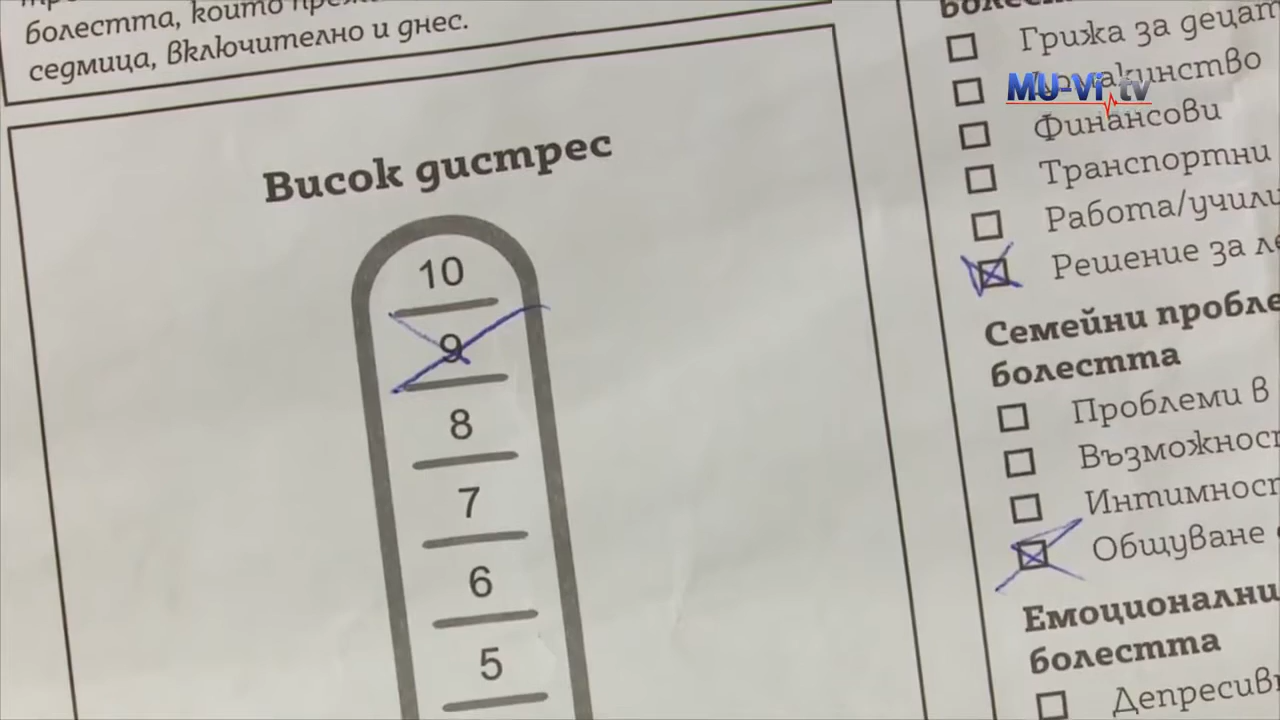 болестта, които
седмица, включително и днес.
Висок дистрес
10
9
8
7
6
5
MU-Vi tv
Грижа за децат
Финансови
Транспортни
Работа/учили
Решение за ле
Семейни пробле
болестта
Проблеми в
Възможност
Интимност
Общуване
Емоционални
болестта
Депресивн